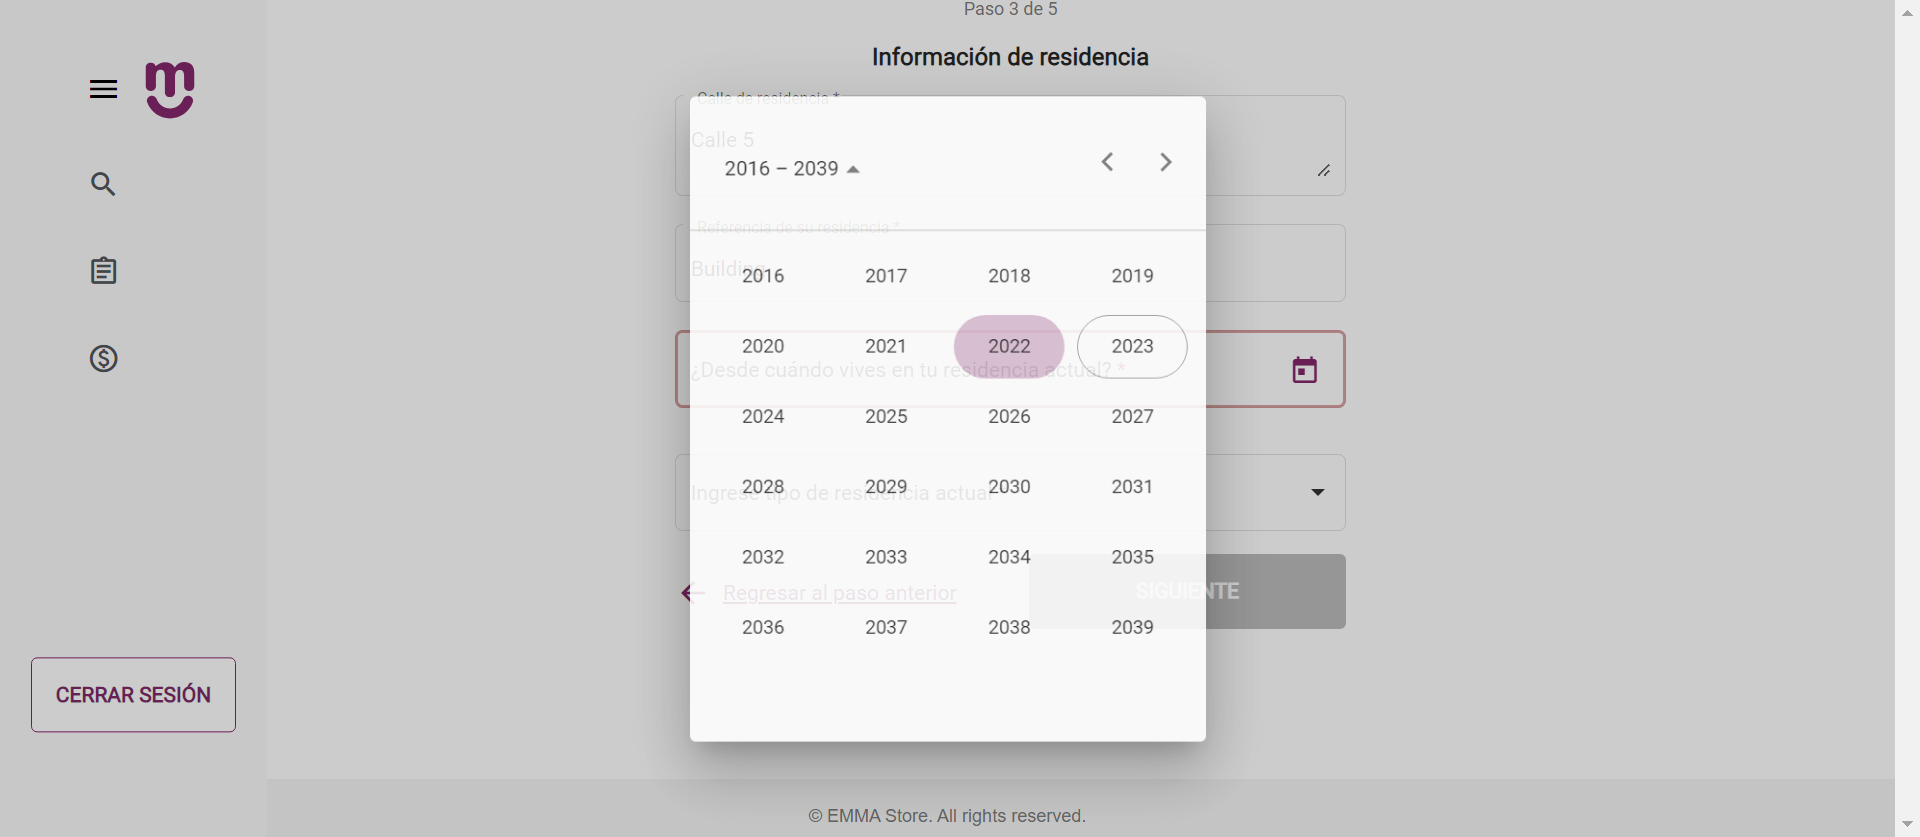 Paso 3 de 5
Información de residencia
Calle de residencia *
Calle 5
2016 – 2039
Referencia de su residencia *
Building
2016 2017 2018 2019
2020 2021 2022 2023
¿Desde cuándo vives en tu residencia actual? *
2024 2025 2026 2027
Ingrese tipo de residencia actual
2028 2029 2030 2031
2032 2033 2034 2035
Regresar al paso anterior
SIGUIENTE
2036 2037 2038 2039
CERRAR SESIÓN
© EMMA Store. All rights reserved.